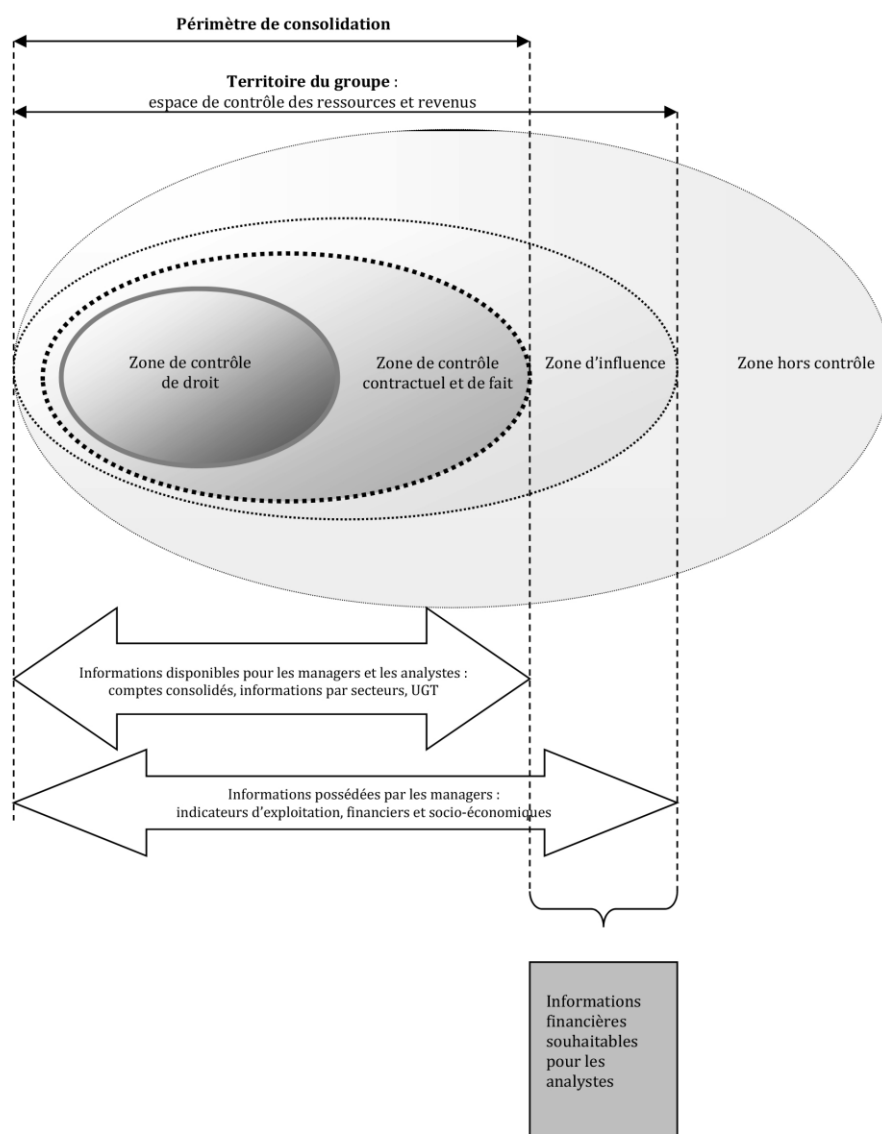 Périmètre de consolidation
Territoire du groupe :
espace de contrôle des ressources et revenus
Zone de contrôle
de droit
Zone de contrôle
contractuel et de fait
Zone d'influence
Zone hors contrôle
Informations disponibles pour les managers et les analystes :
comptes consolidés, informations par secteurs, UGT
Informations possédées par les managers :
indicateurs d'exploitation, financiers et socio-économiques
Informations
financières
souhaitables
pour les
analystes